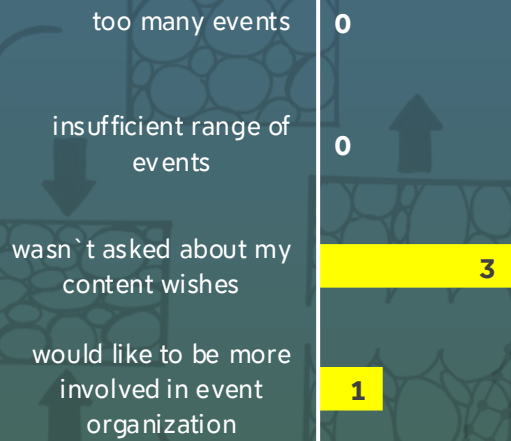 too many events 0
insufficient range of
events
0
wasn`t asked about my
content wishes
3
would like to be more
involved in event
organization
1